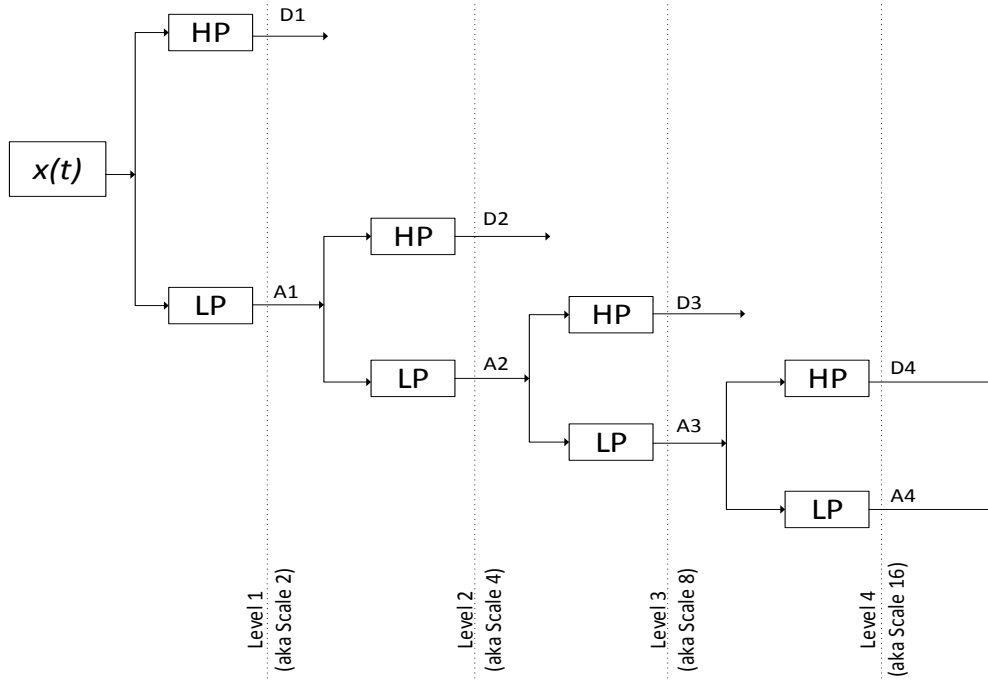 D1
HP
x(t)
D2
HP
A1
LP
D3
HP
A2
LP
D4
HP
A3
LP
A4
LP
Level 1
(aka Scale 2)
Level 2
(aka Scale 4)
Level 3
(aka Scale 8)
Level 4
(aka Scale 16)